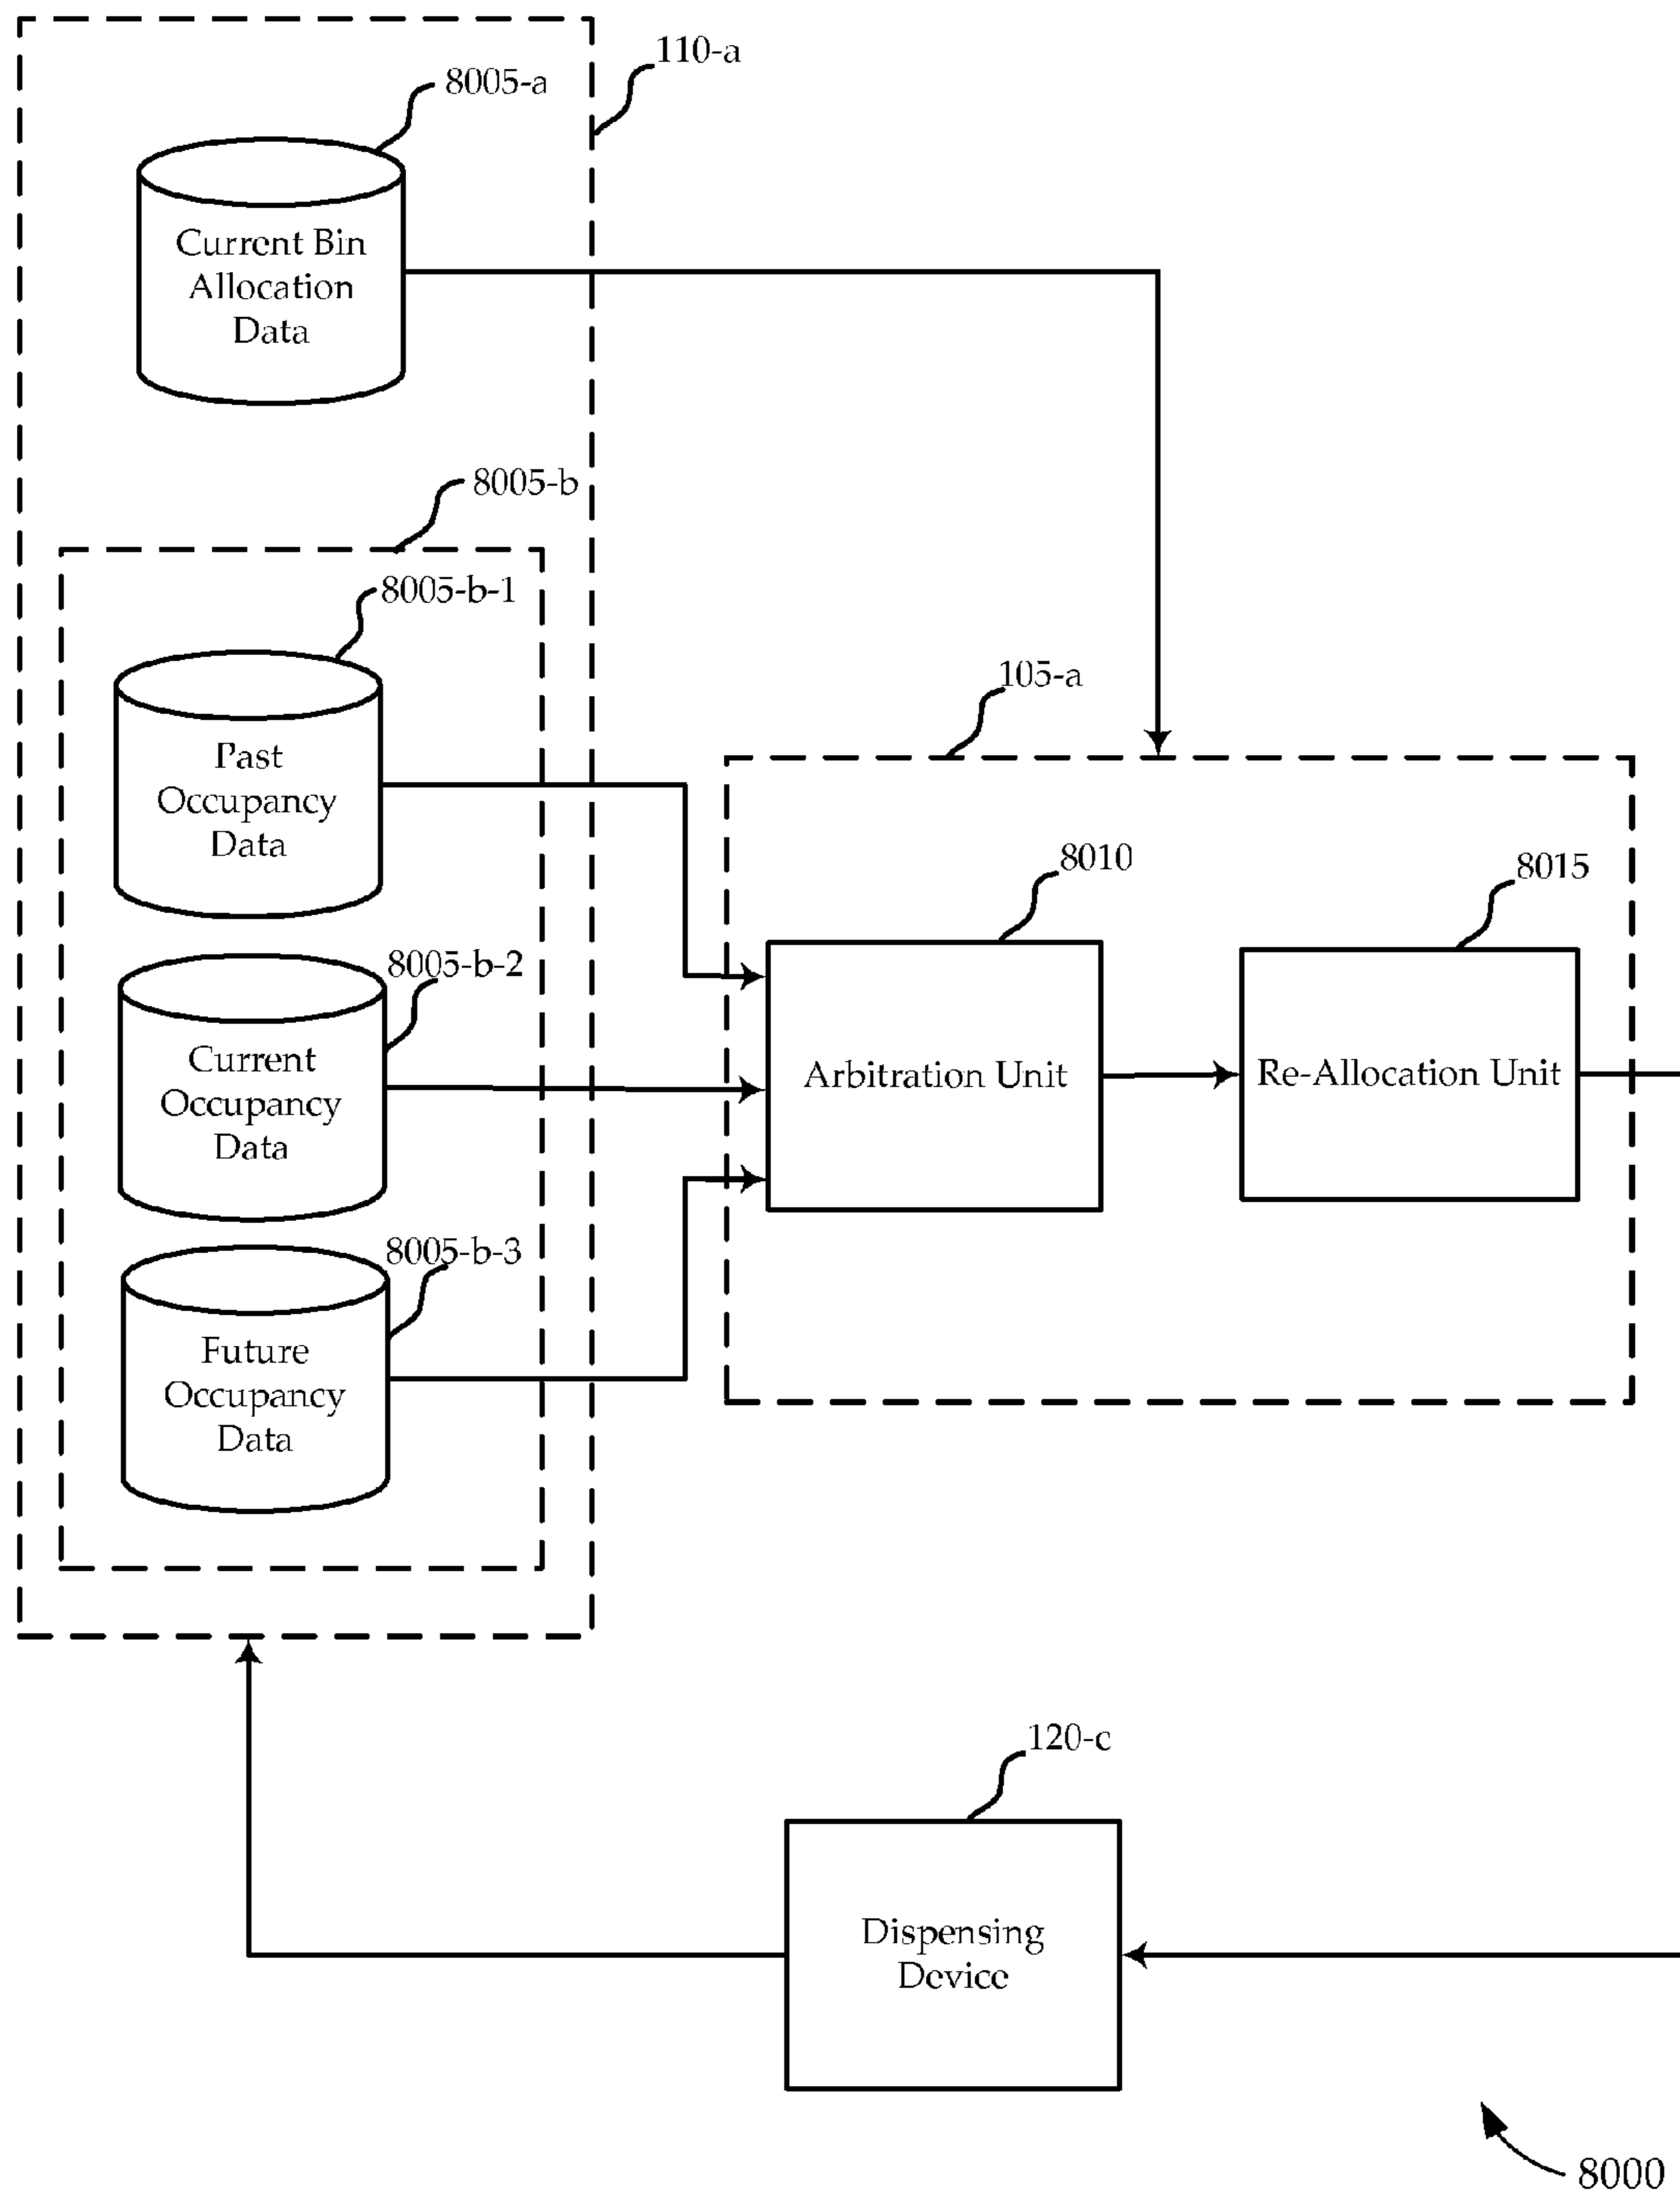 110-a
8005-a
Current Bin
Allocation
Data
8005-b
8005-b-1
Past
Occupancy
Data
105-a
8010
8015
8005-b-2
Current
Occupancy
Data
Arbitration Unit
Re-Allocation Unit
8005-b-3
Future
Occupancy
Data
120-c
Dispensing
Device
8000